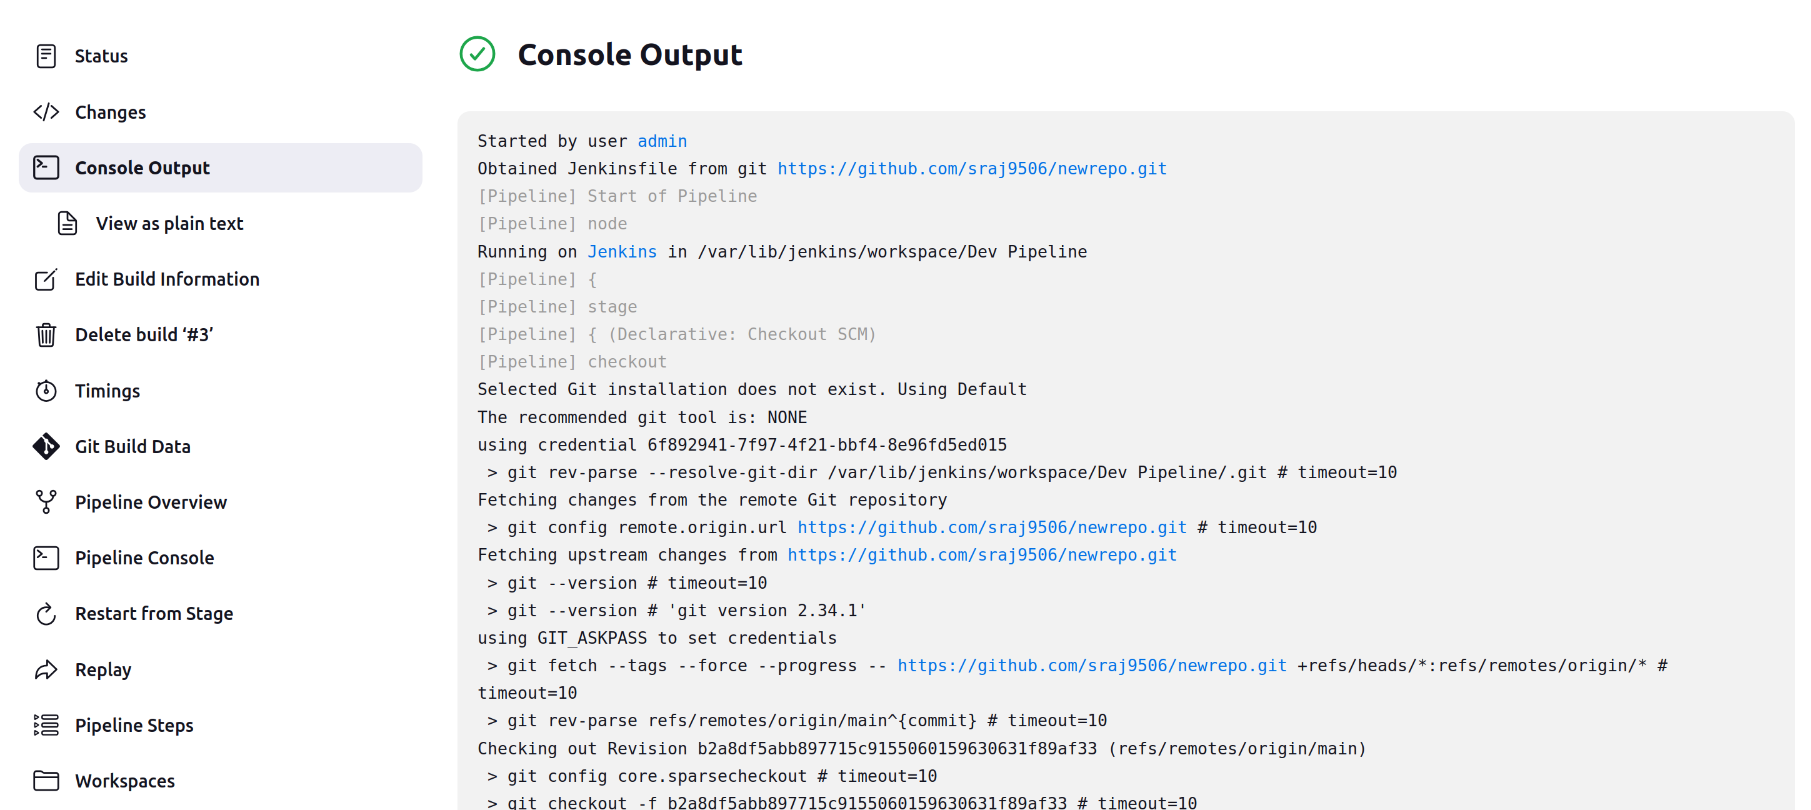 Status
Changes
Console Output
View as plain text
Edit Build Information
Delete build ‘#3’
Timings
Git Build Data
Pipeline Overview
Pipeline Console
Restart from Stage
Replay
Pipeline Steps
Workspaces
Console Output
Started by user admin
Obtained Jenkinsfile from git https://github.com/sraj9506/newrepo.git
[Pipeline] Start of Pipeline
[Pipeline] node
Running on Jenkins in /var/lib/jenkins/workspace/Dev Pipeline
[Pipeline] {
[Pipeline] stage
[Pipeline] { (Declarative: Checkout SCM)
[Pipeline] checkout
Selected Git installation does not exist. Using Default
The recommended git tool is: NONE
using credential 6f892941-7f97-4f21-bbf4-8e96fd5ed015
 > git rev-parse --resolve-git-dir /var/lib/jenkins/workspace/Dev Pipeline/.git # timeout=10
Fetching changes from the remote Git repository
 > git config remote.origin.url https://github.com/sraj9506/newrepo.git # timeout=10
Fetching upstream changes from https://github.com/sraj9506/newrepo.git
 > git --version # timeout=10
 > git --version # 'git version 2.34.1'
using GIT_ASKPASS to set credentials
 > git fetch --tags --force --progress -- https://github.com/sraj9506/newrepo.git +refs/heads/*:refs/remotes/origin/* #
timeout=10
 > git rev-parse refs/remotes/origin/main^{commit} # timeout=10
Checking out Revision b2a8df5abb897715c9155060159630631f89af33 (refs/remotes/origin/main)
 > git config core.sparsecheckout # timeout=10
 > git checkout -f b2a8df5abb897715c9155060159630631f89af33 # timeout=10